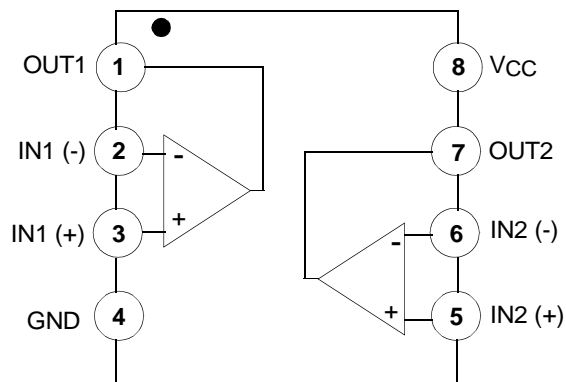 OUT1 1 8 VCC
IN1 (-) 2 - 7 OUT2
IN1 (+) 3 + - 6 IN2 (-)
GND 4 + 5 IN2 (+)